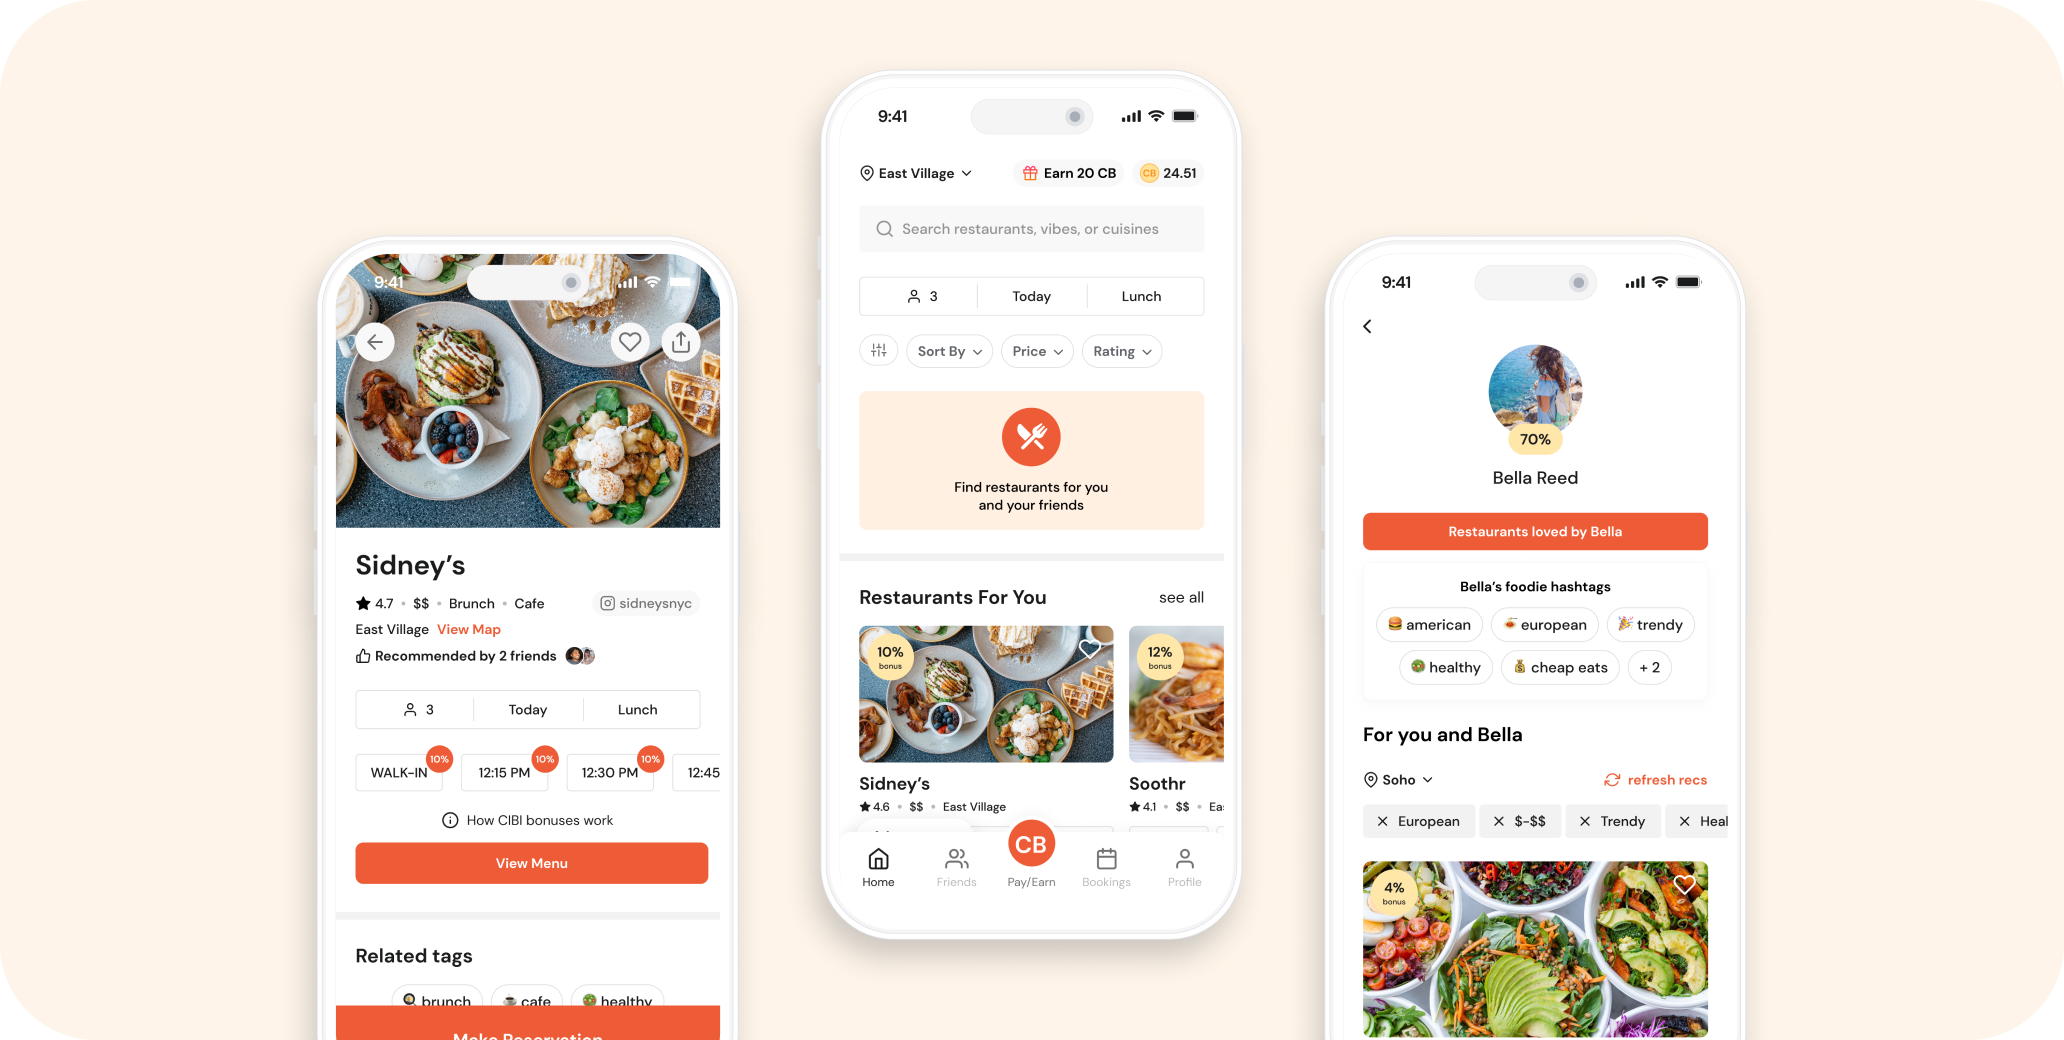 9:41
Sidney's
4.7 • $$ • Brunch • Cafe
sidneysnyc
East Village View Map
Recommended by 2 friends
3 Today Lunch
10% 10% 10%
WALK-IN 12:15 PM 12:30 PM 12:45
How CIBI bonuses work
View Menu
Related tags
brunch cafe healthy
Make Reservation
9:41
East Village Earn 20 CB CB 24.51
Search restaurants, vibes, or cuisines
3 Today Lunch
Sort By Price Rating
Find restaurants for you
and your friends
Restaurants For You see all
10% bonus
12% bonus
Sidney's
4.6 • $$ • East Village
Soothr
4.1 • $$ • Eas
CB
Home Friends Pay/Earn Bookings Profile
9:41
70%
Bella Reed
Restaurants loved by Bella
Bella's foodie hashtags
american european trendy
healthy cheap eats + 2
For you and Bella
Soho refresh recs
European $-$$ Trendy Heal
4%
bonus